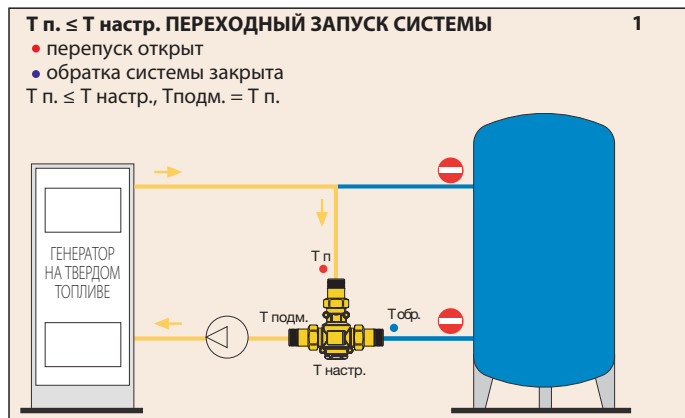 Т п. ≤ Т настр. ПЕРЕХОДНЫЙ ЗАПУСК СИСТЕМЫ 1
• перепуск открыт
• обратка системы закрыта
Т п. ≤ Т настр., Тподм. = Т п.
ГЕНЕРАТОР
НА ТВЕРДОМ
ТОПЛИВЕ
Т п
Т подм.
Т обр.
Т настр.